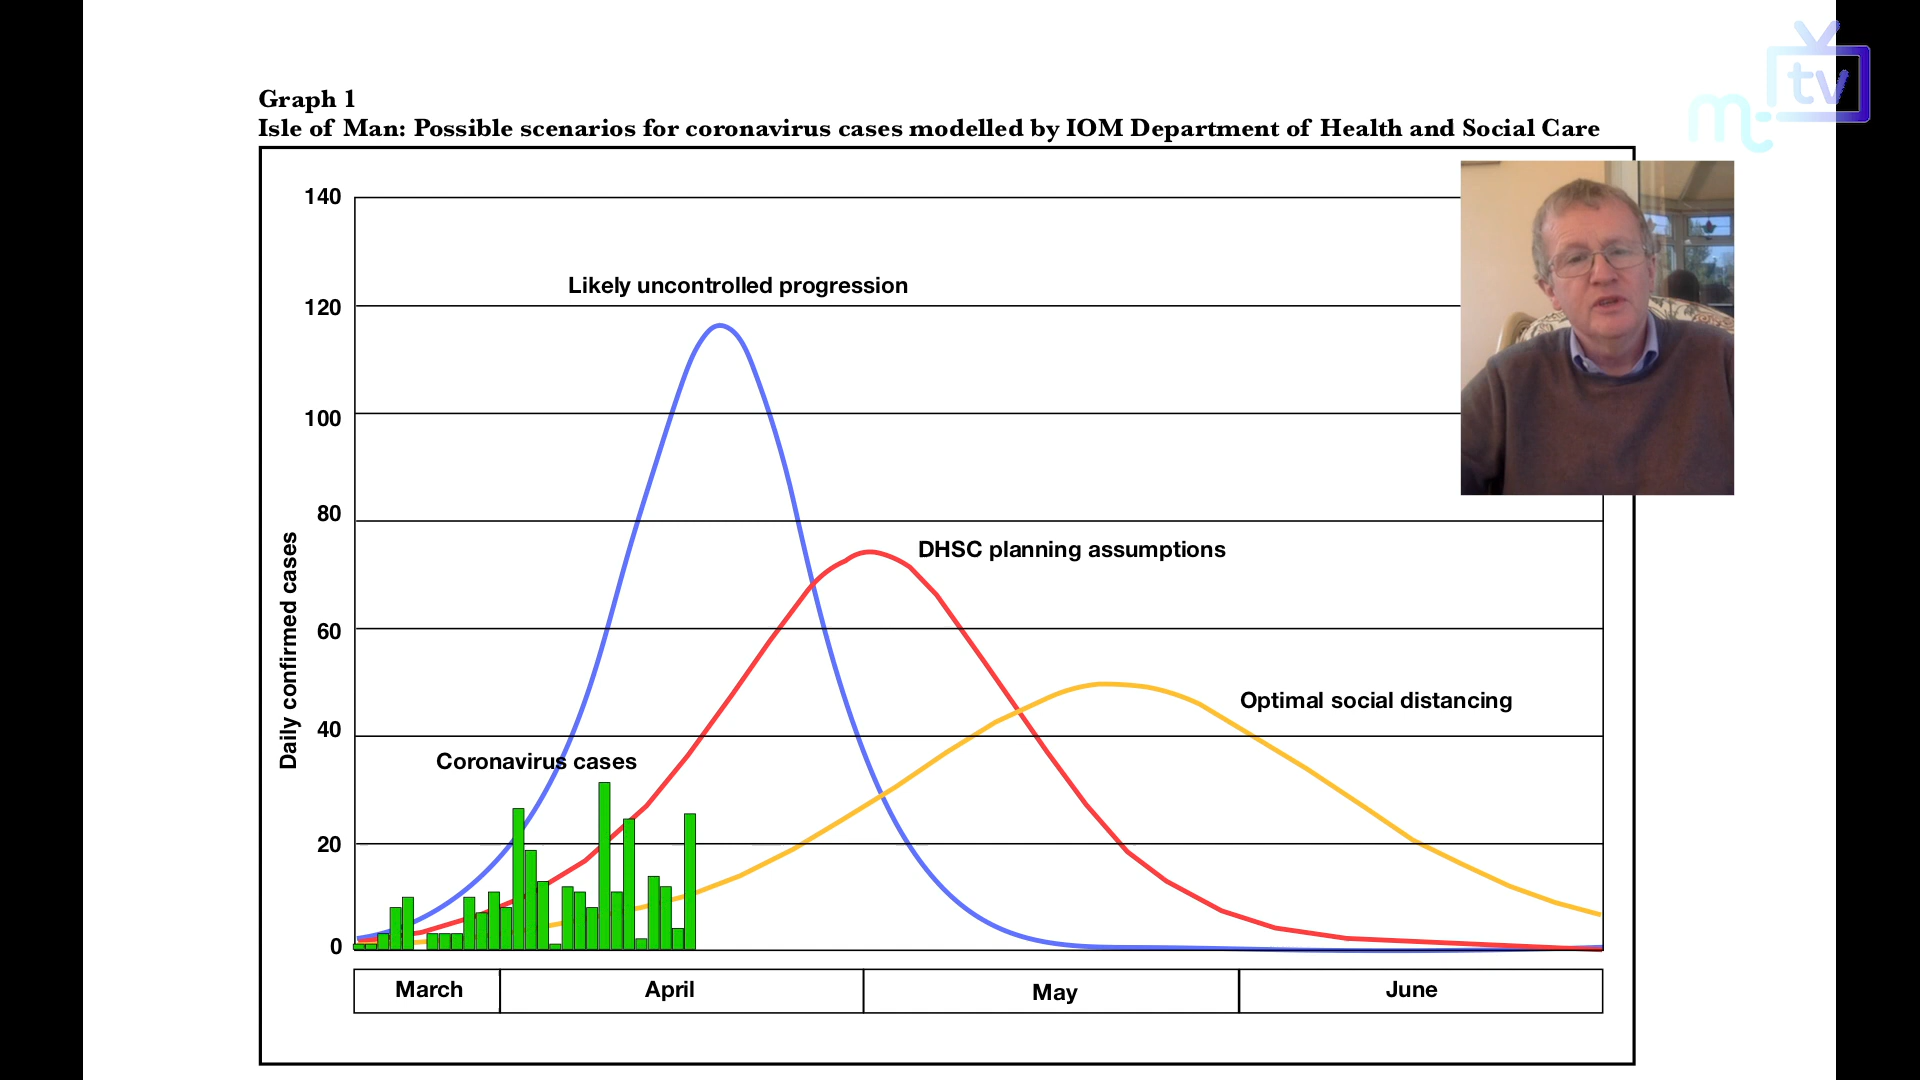 Graph 1
Isle of Man: Possible scenarios for coronavirus cases modelled by IOM Department of Health and Social Care
m tv
140
Likely uncontrolled progression
120
100
80
DHSC planning assumptions
60
Daily confirmed cases
Optimal social distancing
40
Coronavirus cases
20
0
March April May June